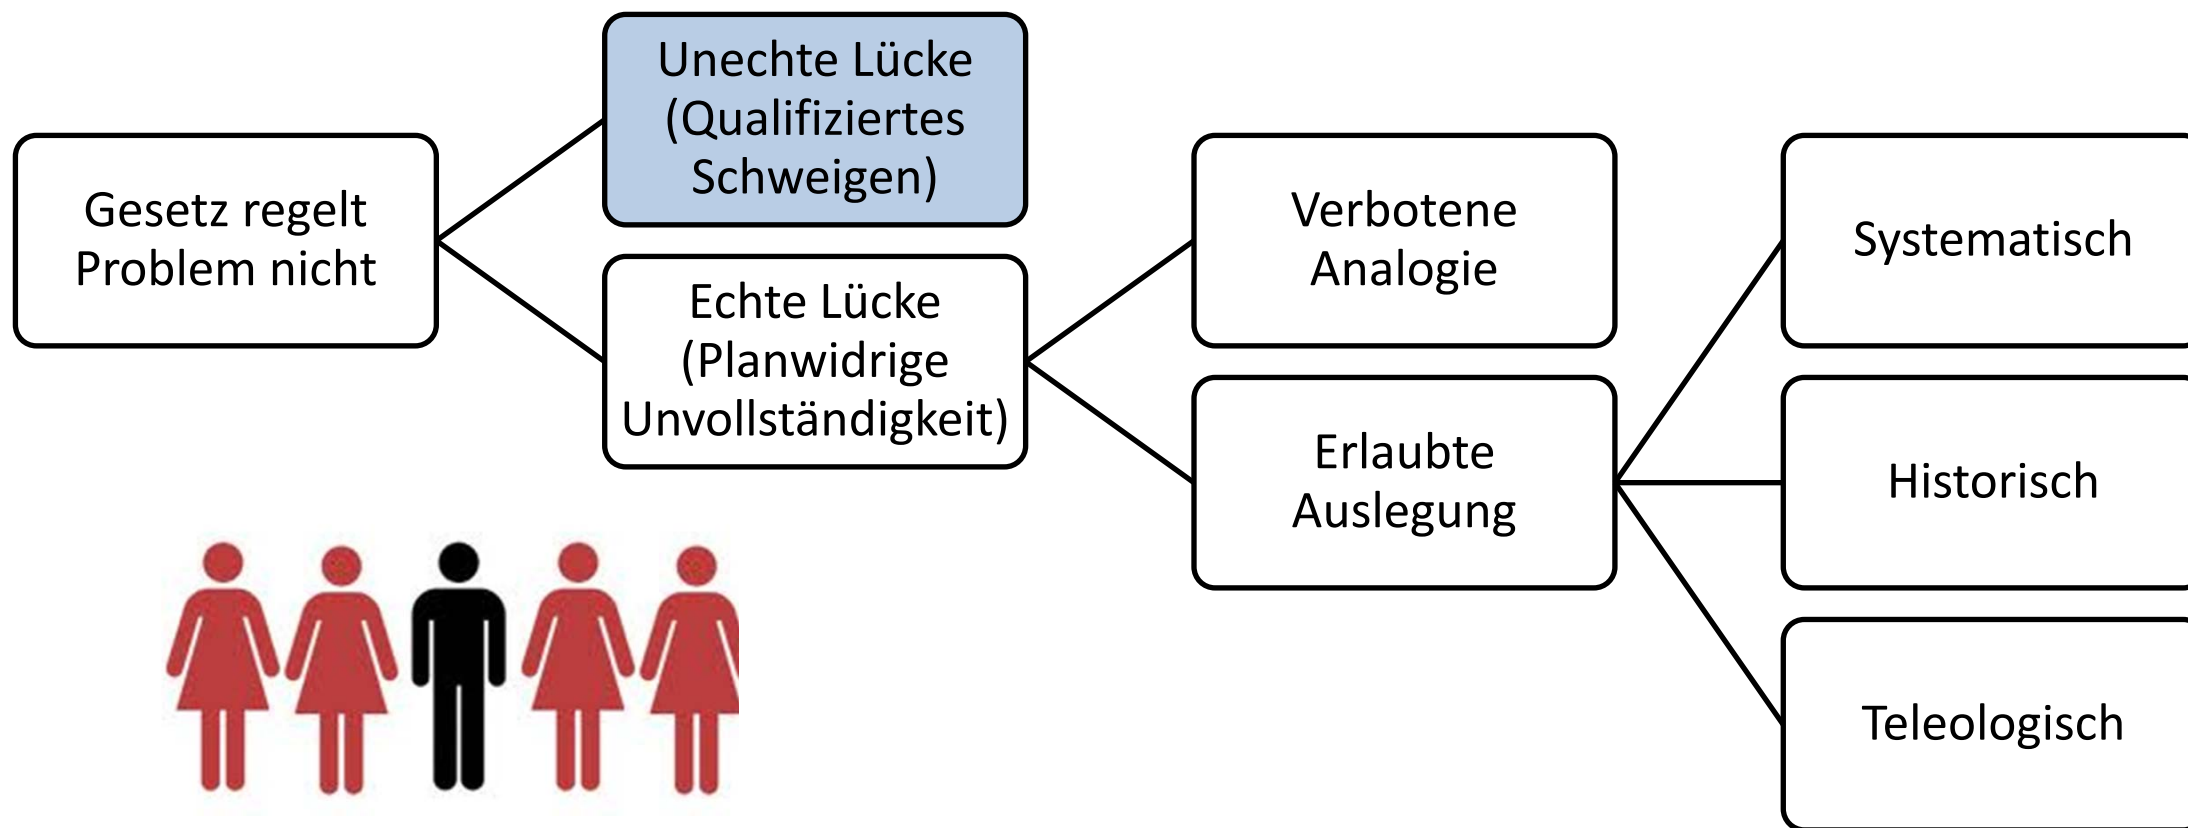 Gesetz regelt
Problem nicht
Unechte Lücke
(Qualifiziertes
Schweigen)
Echte Lücke
(Planwidrige
Unvollständigkeit)
Verbotene
Analogie
Erlaubte
Auslegung
Systematisch
Historisch
Teleologisch